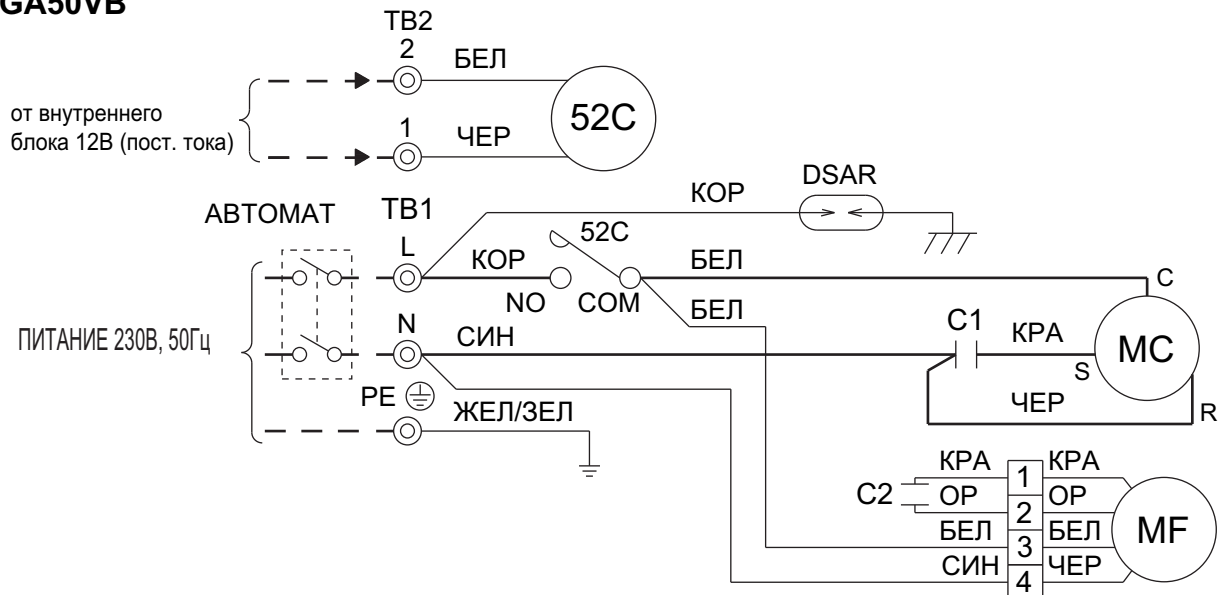 GA50VB
TB2
2
БЕЛ
52C
от внутреннего
блока 12В (пост. тока)
1
ЧЕР
DSAR
КОР
АВТОМАТ
TB1
L
КОР
52C
БЕЛ
C
NO
COM
БЕЛ
N
СИН
C1
КРА
MC
ПИТАНИЕ 230В, 50Гц
S
PE
ЖЕЛ/ЗЕЛ
ЧЕР
R
КРА
1
КРА
C2
ОР
2
ОР
MF
БЕЛ
3
БЕЛ
СИН
4
ЧЕР